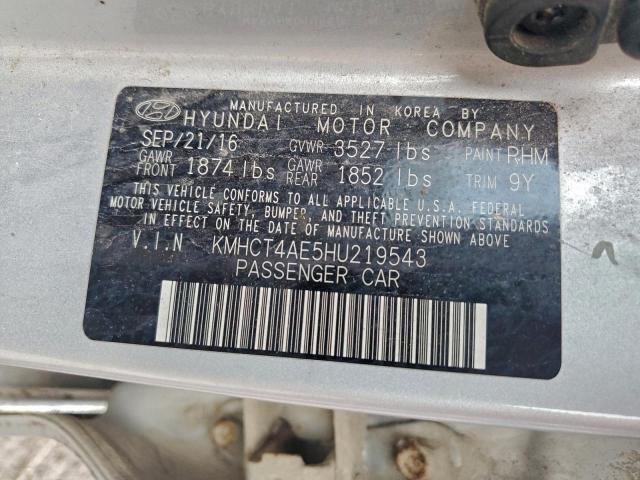 MANUFACTURED IN KOREA BY
HYUNDAI MOTOR COMPANY
SEP/21/16 GVWR 3527 lbs PAINT RHM
GAWR FRONT 1874 lbs GAWR REAR 1852 lbs TRIM 9Y
THIS VEHICLE CONFORMS TO ALL APPLICABLE U.S.A. FEDERAL
MOTOR VEHICLE SAFETY, BUMPER, AND THEFT PREVENTION STANDARDS
IN EFFECT ON THE DATE OF MANUFACTURE SHOWN ABOVE.
V.I.N KMHCT4AE5HU219543 A
PASSENGER CAR